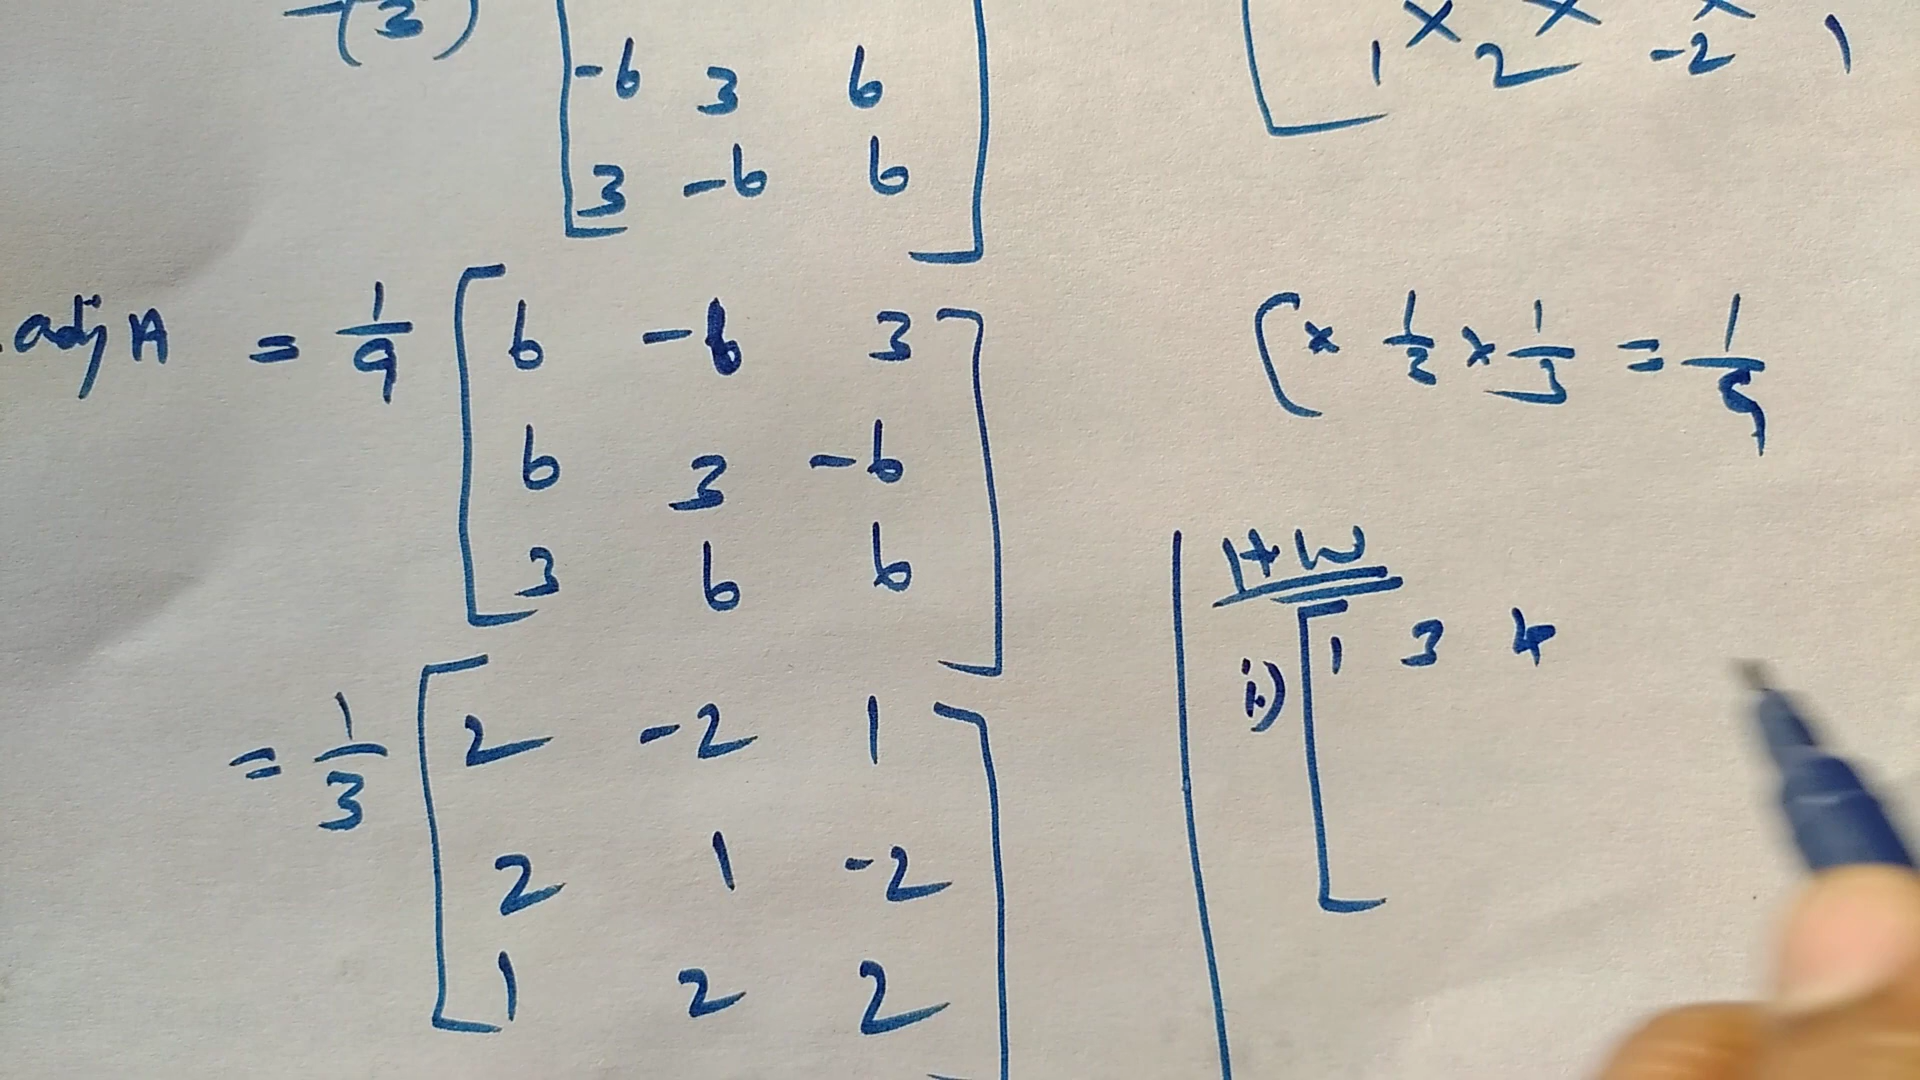 -(3)
-6 3 6
3 -6 6
1 2 -2 1
adj A = 1/9 [ 6 -6 3
6 3 -6
3 6 6 ]
( × 1/3 × 1/3 = 1/9
H W
ii) [ 1 3 4
= 1/3 [ 2 -2 1
2 1 -2
1 2 2